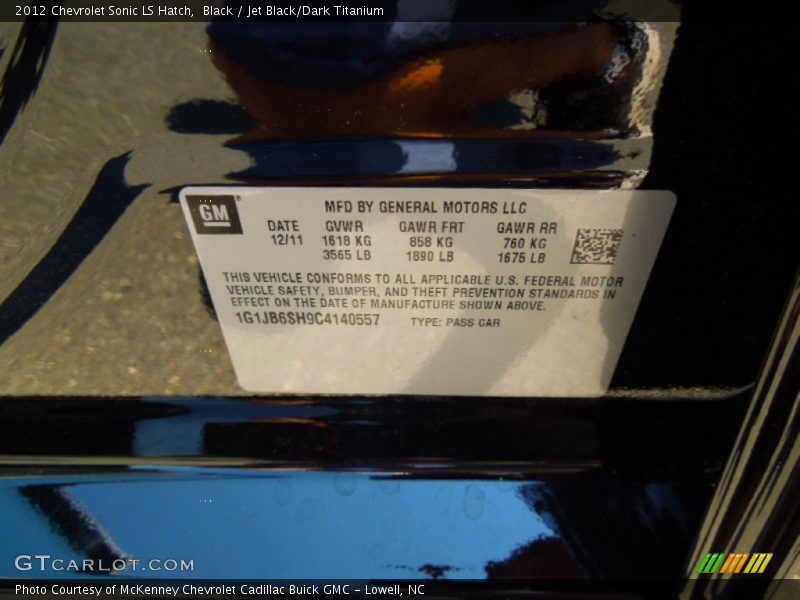 2012 Chevrolet Sonic LS Hatch,  Black / Jet Black/Dark Titanium
GM
MFD BY GENERAL MOTORS LLC
DATE GVWR GAWR FRT GAWR RR
12/11 1618 KG 858 KG 760 KG
3565 LB 1890 LB 1675 LB
THIS VEHICLE CONFORMS TO ALL APPLICABLE U.S. FEDERAL MOTOR
VEHICLE SAFETY, BUMPER, AND THEFT PREVENTION STANDARDS IN
EFFECT ON THE DATE OF MANUFACTURE SHOWN ABOVE.
1G1JB6SH9C4140557 TYPE: PASS CAR
GTCARLOT.COM
Photo Courtesy of McKenney Chevrolet Cadillac Buick GMC - Lowell, NC